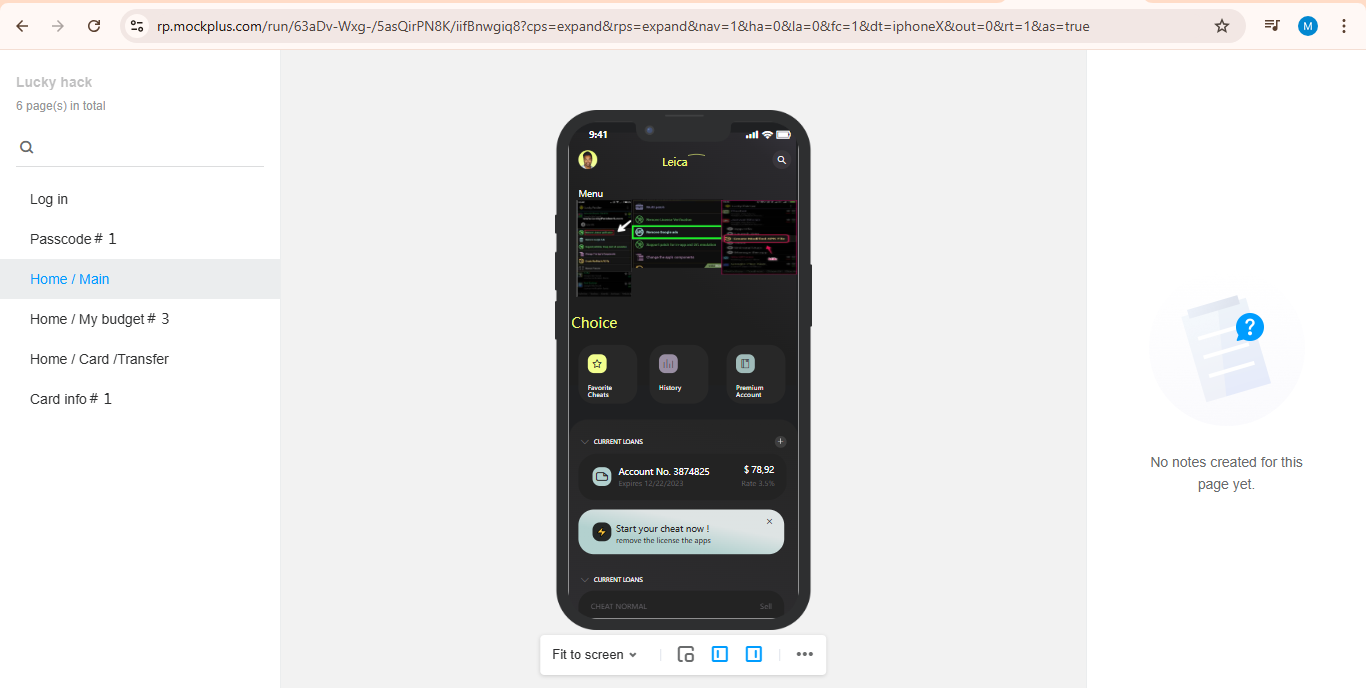 rp.mockplus.com/run/63aDv-Wxg-/5asQirPN8K/iifBnwgiq8?cps=expand&rps=expand&nav=1&ha=0&la=0&fc=1&dt=iphoneX&out=0&rt=1&as=true
M
Lucky hack
6 page(s) in total
Log in
Passcode # 1
Home / Main
Home / My budget # 3
Home / Card /Transfer
Card info # 1
9:41
Leica
Menu
Choice
Favorite
Cheats
History
Premium
Account
CURRENT LOANS
Account No. 3874825
$ 78,92
Expires 12/22/2023
Rate 3.5%
Start your cheat now !
remove the license the apps
CURRENT LOANS
CHEAT NORMAL
Sell
Fit to screen
No notes created for this
page yet.